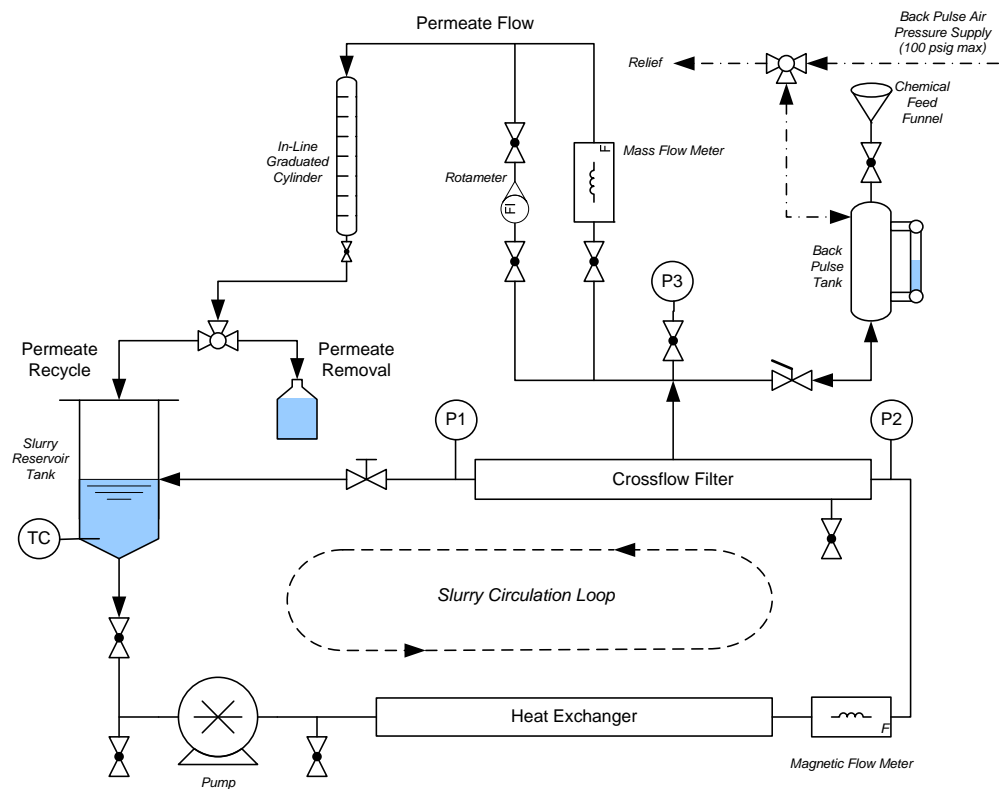 Permeate Flow
Back Pulse Air
Pressure Supply
(100 psig max)
Relief
Chemical
Feed
Funnel
In-Line
Graduated
Cylinder
Rotameter
FI
F
Mass Flow Meter
Back
Pulse
Tank
P3
Permeate
Recycle
Permeate
Removal
P1
P2
Slurry
Reservoir
Tank
Crossflow Filter
TC
Slurry Circulation Loop
Heat Exchanger
F
Magnetic Flow Meter
Pump